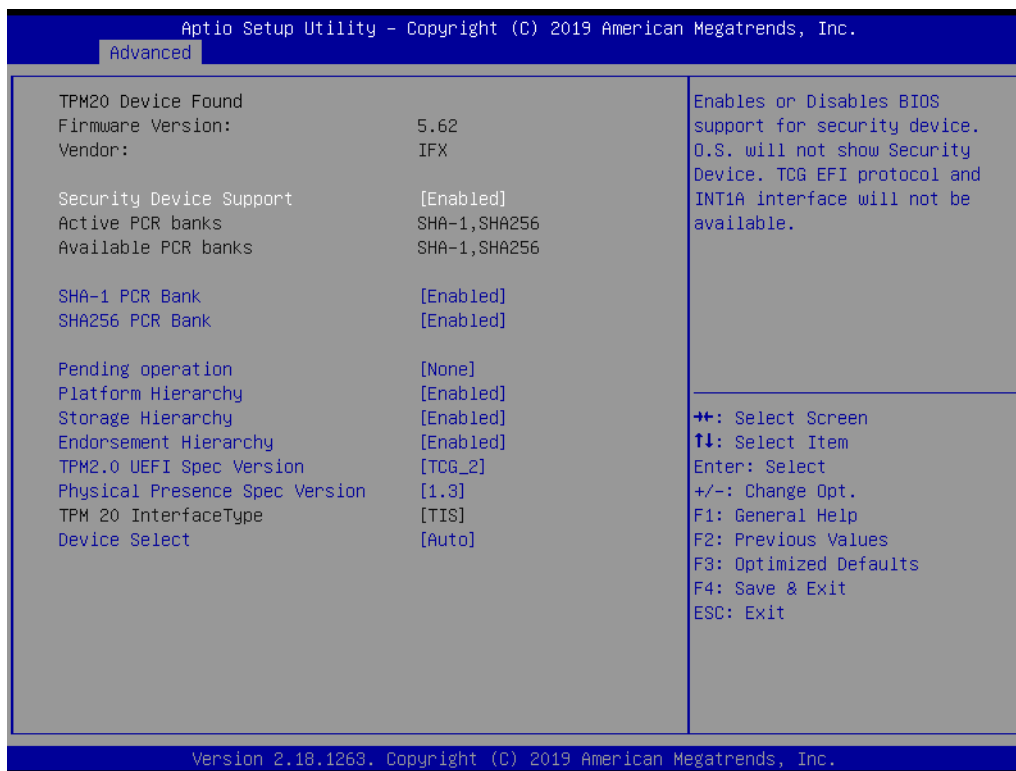 Aptio Setup Utility – Copyright (C) 2019 American Megatrends, Inc.
Advanced
TPM20 Device Found
Firmware Version: 5.62
Vendor: IFX
Security Device Support [Enabled]
Active PCR banks SHA-1,SHA256
Available PCR banks SHA-1,SHA256
SHA-1 PCR Bank [Enabled]
SHA256 PCR Bank [Enabled]
Pending operation [None]
Platform Hierarchy [Enabled]
Storage Hierarchy [Enabled]
Endorsement Hierarchy [Enabled]
TPM2.0 UEFI Spec Version [TCG_2]
Physical Presence Spec Version [1.3]
TPM 20 InterfaceType [TIS]
Device Select [Auto]
Enables or Disables BIOS
support for security device.
O.S. will not show Security
Device. TCG EFI protocol and
INT1A interface will not be
available.
→←: Select Screen
↑↓: Select Item
Enter: Select
+/-: Change Opt.
F1: General Help
F2: Previous Values
F3: Optimized Defaults
F4: Save & Exit
ESC: Exit
Version 2.18.1263. Copyright (C) 2019 American Megatrends, Inc.